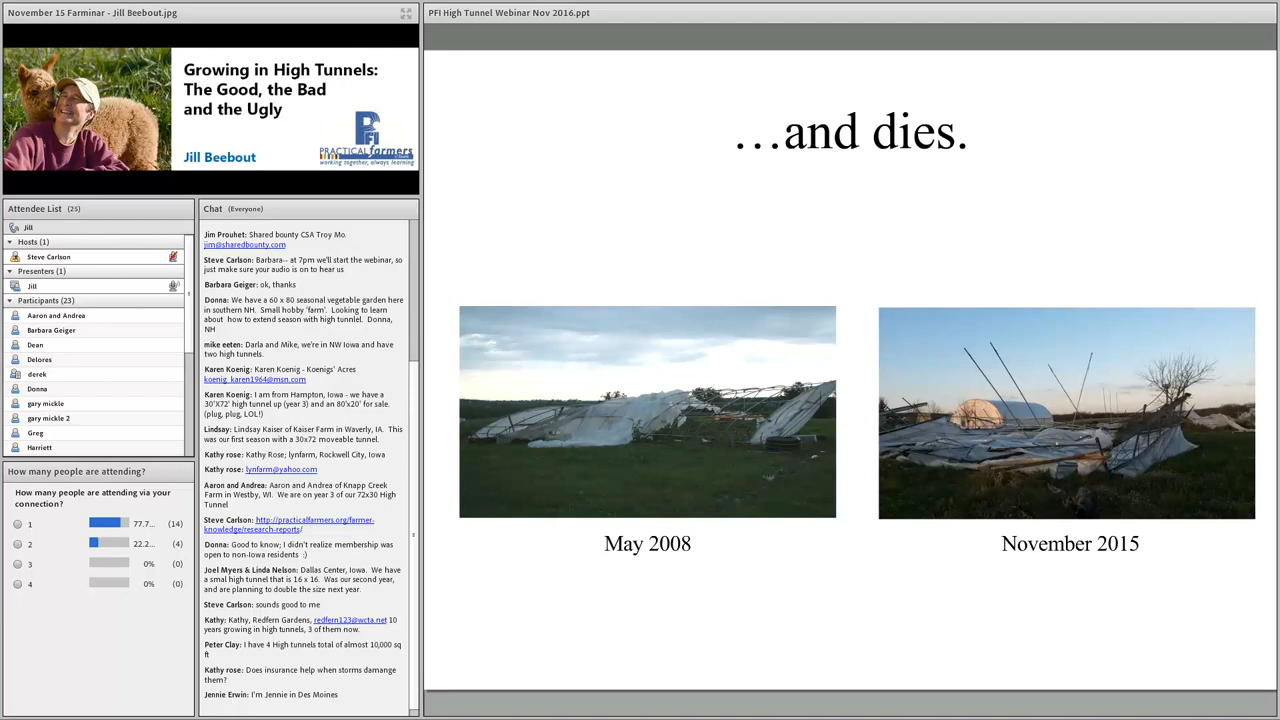 November 15 Farminar - Jill Beebout.jpg
Growing in High Tunnels:
The Good, the Bad
and the Ugly
Jill Beebout
PFI
PRACTICAL farmers
working together, always learning
Attendee List (25)
Jill
Hosts (1)
Steve Carlson
Presenters (1)
Jill
Participants (23)
Aaron and Andrea
Barbara Geiger
Dean
Delores
derek
Donna
gary mickle
gary mickle 2
Greg
Harriett
How many people are attending?
How many people are attending via your
connection?
1 77.7... (14)
2 22.2... (4)
3 0% (0)
4 0% (0)
Chat (Everyone)
Jim Prouhet: Shared bounty CSA Troy Mo.
jim@sharedbounty.com
Steve Carlson: Barbara-- at 7pm we'll start the webinar, so
just make sure your audio is on to hear us
Barbara Geiger: ok, thanks
Donna: We have a 60 x 80 seasonal vegetable garden here
in southern NH. Small hobby 'farm'. Looking to learn
about how to extend season with high tunnlel. Donna,
NH
mike eeten: Darla and Mike, we're in NW Iowa and have
two high tunnels.
Karen Koenig: Karen Koenig - Koenigs' Acres
koenig_karen1964@msn.com
Karen Koenig: I am from Hampton, Iowa - we have a
30'X72' high tunnel up (year 3) and an 80'x20' for sale.
(plug, plug, LOL!)
Lindsay: Lindsay Kaiser of Kaiser Farm in Waverly, IA. This
was our first season with a 30x72 moveable tunnel.
Kathy rose: Kathy Rose; lynfarm, Rockwell City, Iowa
Kathy rose: lynfarm@yahoo.com
Aaron and Andrea: Aaron and Andrea of Knapp Creek
Farm in Westby, WI. We are on year 3 of our 72x30 High
Tunnel
Steve Carlson: http://practicalfarmers.org/farmer-
knowledge/research-reports/
Donna: Good to know; I didn't realize membership was
open to non-Iowa residents :)
Joel Myers & Linda Nelson: Dallas Center, Iowa. We have
a smal high tunnel that is 16 x 16. Was our second year,
and are planning to double the size next year.
Steve Carlson: sounds good to me
Kathy: Kathy, Redfern Gardens, redfern123@wcta.net 10
years growing in high tunnels, 3 of them now.
Peter Clay: I have 4 High tunnels total of almost 10,000 sq
ft
Kathy rose: Does insurance help when storms damange
them?
Jennie Erwin: I'm Jennie in Des Moines
PFI High Tunnel Webinar Nov 2016.ppt
…and dies.
May 2008
November 2015